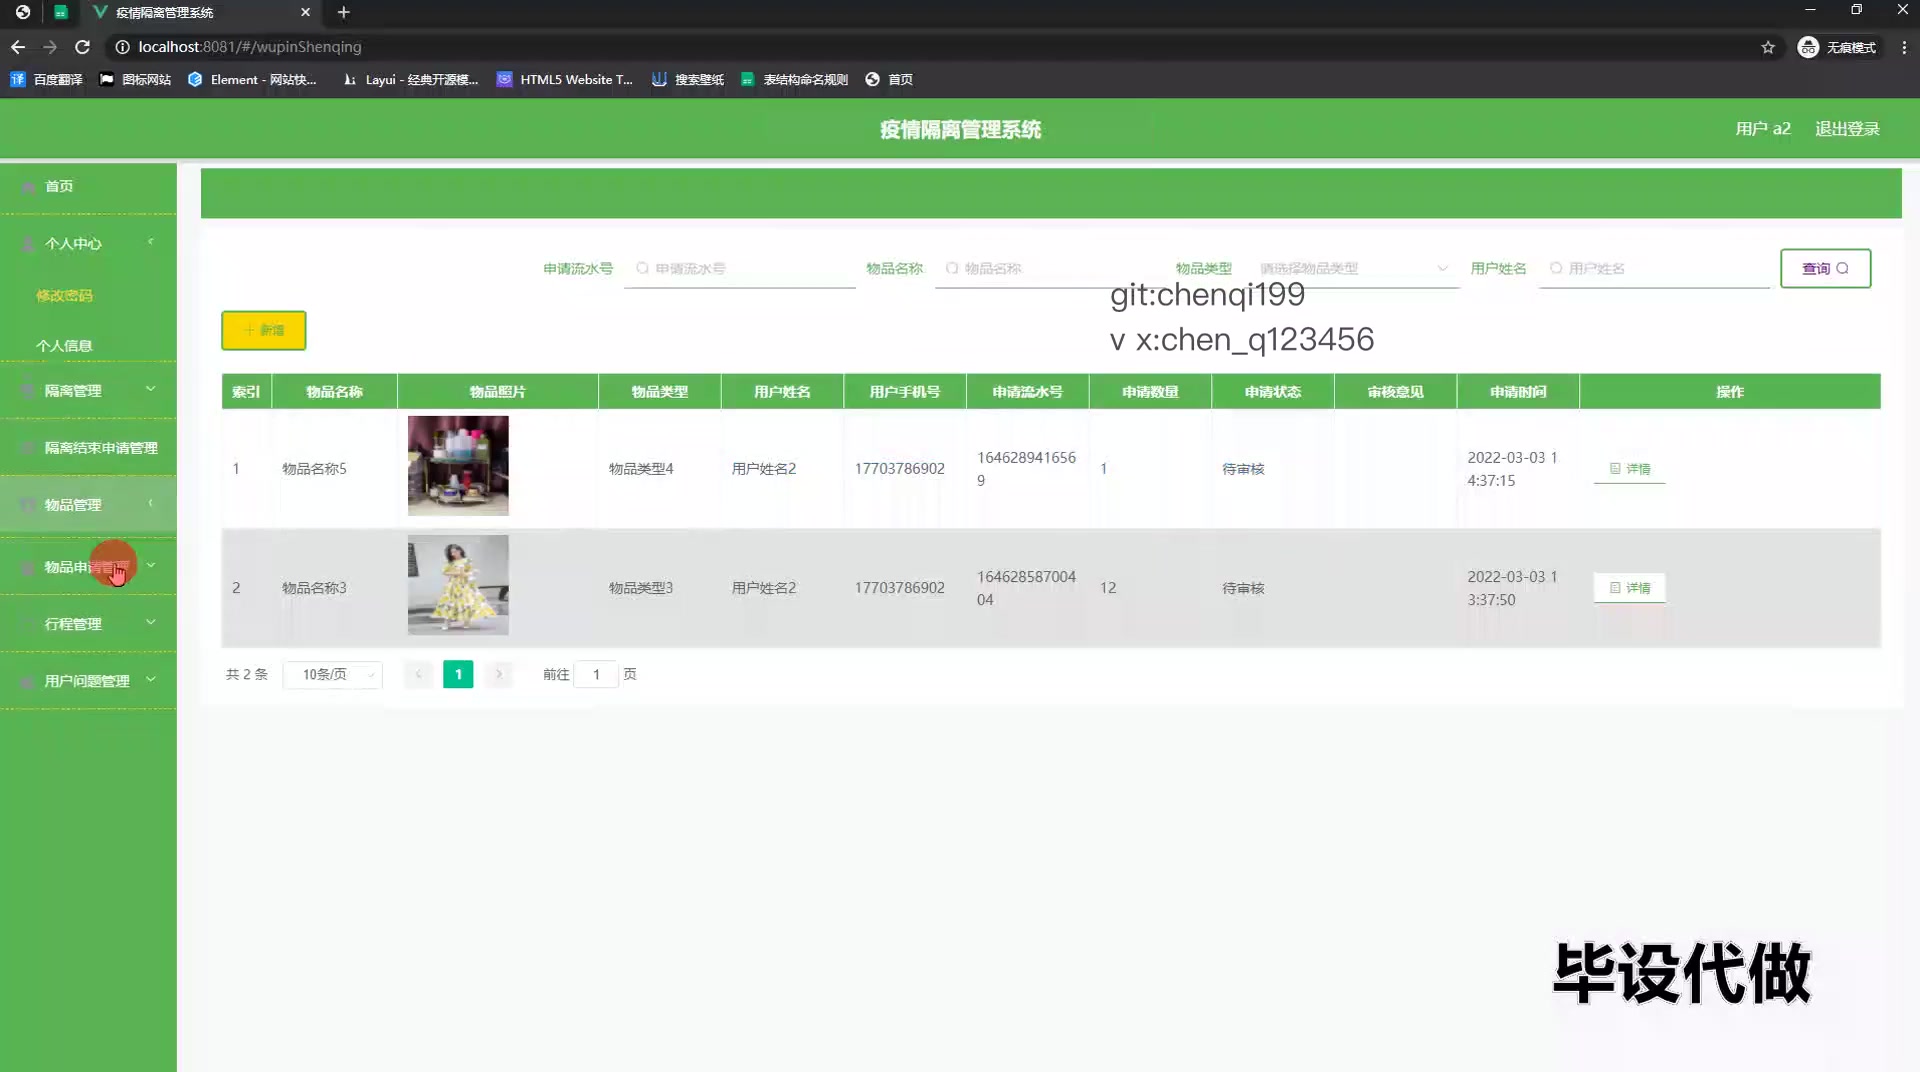 疫情隔离管理系统
localhost:8081/#/wupinShenqing
无痕模式
百度翻译
图标网站
Element - 网站快...
Layui - 经典开源模...
HTML5 Website T...
搜索壁纸
表结构命名规则
首页
疫情隔离管理系统
用户 a2
退出登录
首页
个人中心
修改密码
个人信息
隔离管理
隔离结束申请管理
物品管理
物品申请管理
行程管理
用户问题管理
申请流水号 申请流水号 物品名称 物品名称 物品类型 请选择物品类型 用户姓名 用户姓名 查询
git:chenqi199
v x:chen_q123456
+ 新增
索引 物品名称 物品照片 物品类型 用户姓名 用户手机号 申请流水号 申请数量 申请状态 审核意见 申请时间 操作
1 物品名称5 物品类型4 用户姓名2 17703786902 164628941656 1 待审核 2022-03-03 1 详情
9 4:37:15
2 物品名称3 物品类型3 用户姓名2 17703786902 164628587004 12 待审核 2022-03-03 1 详情
04 3:37:50
共 2 条 10条/页 1 前往 1 页
毕设代做